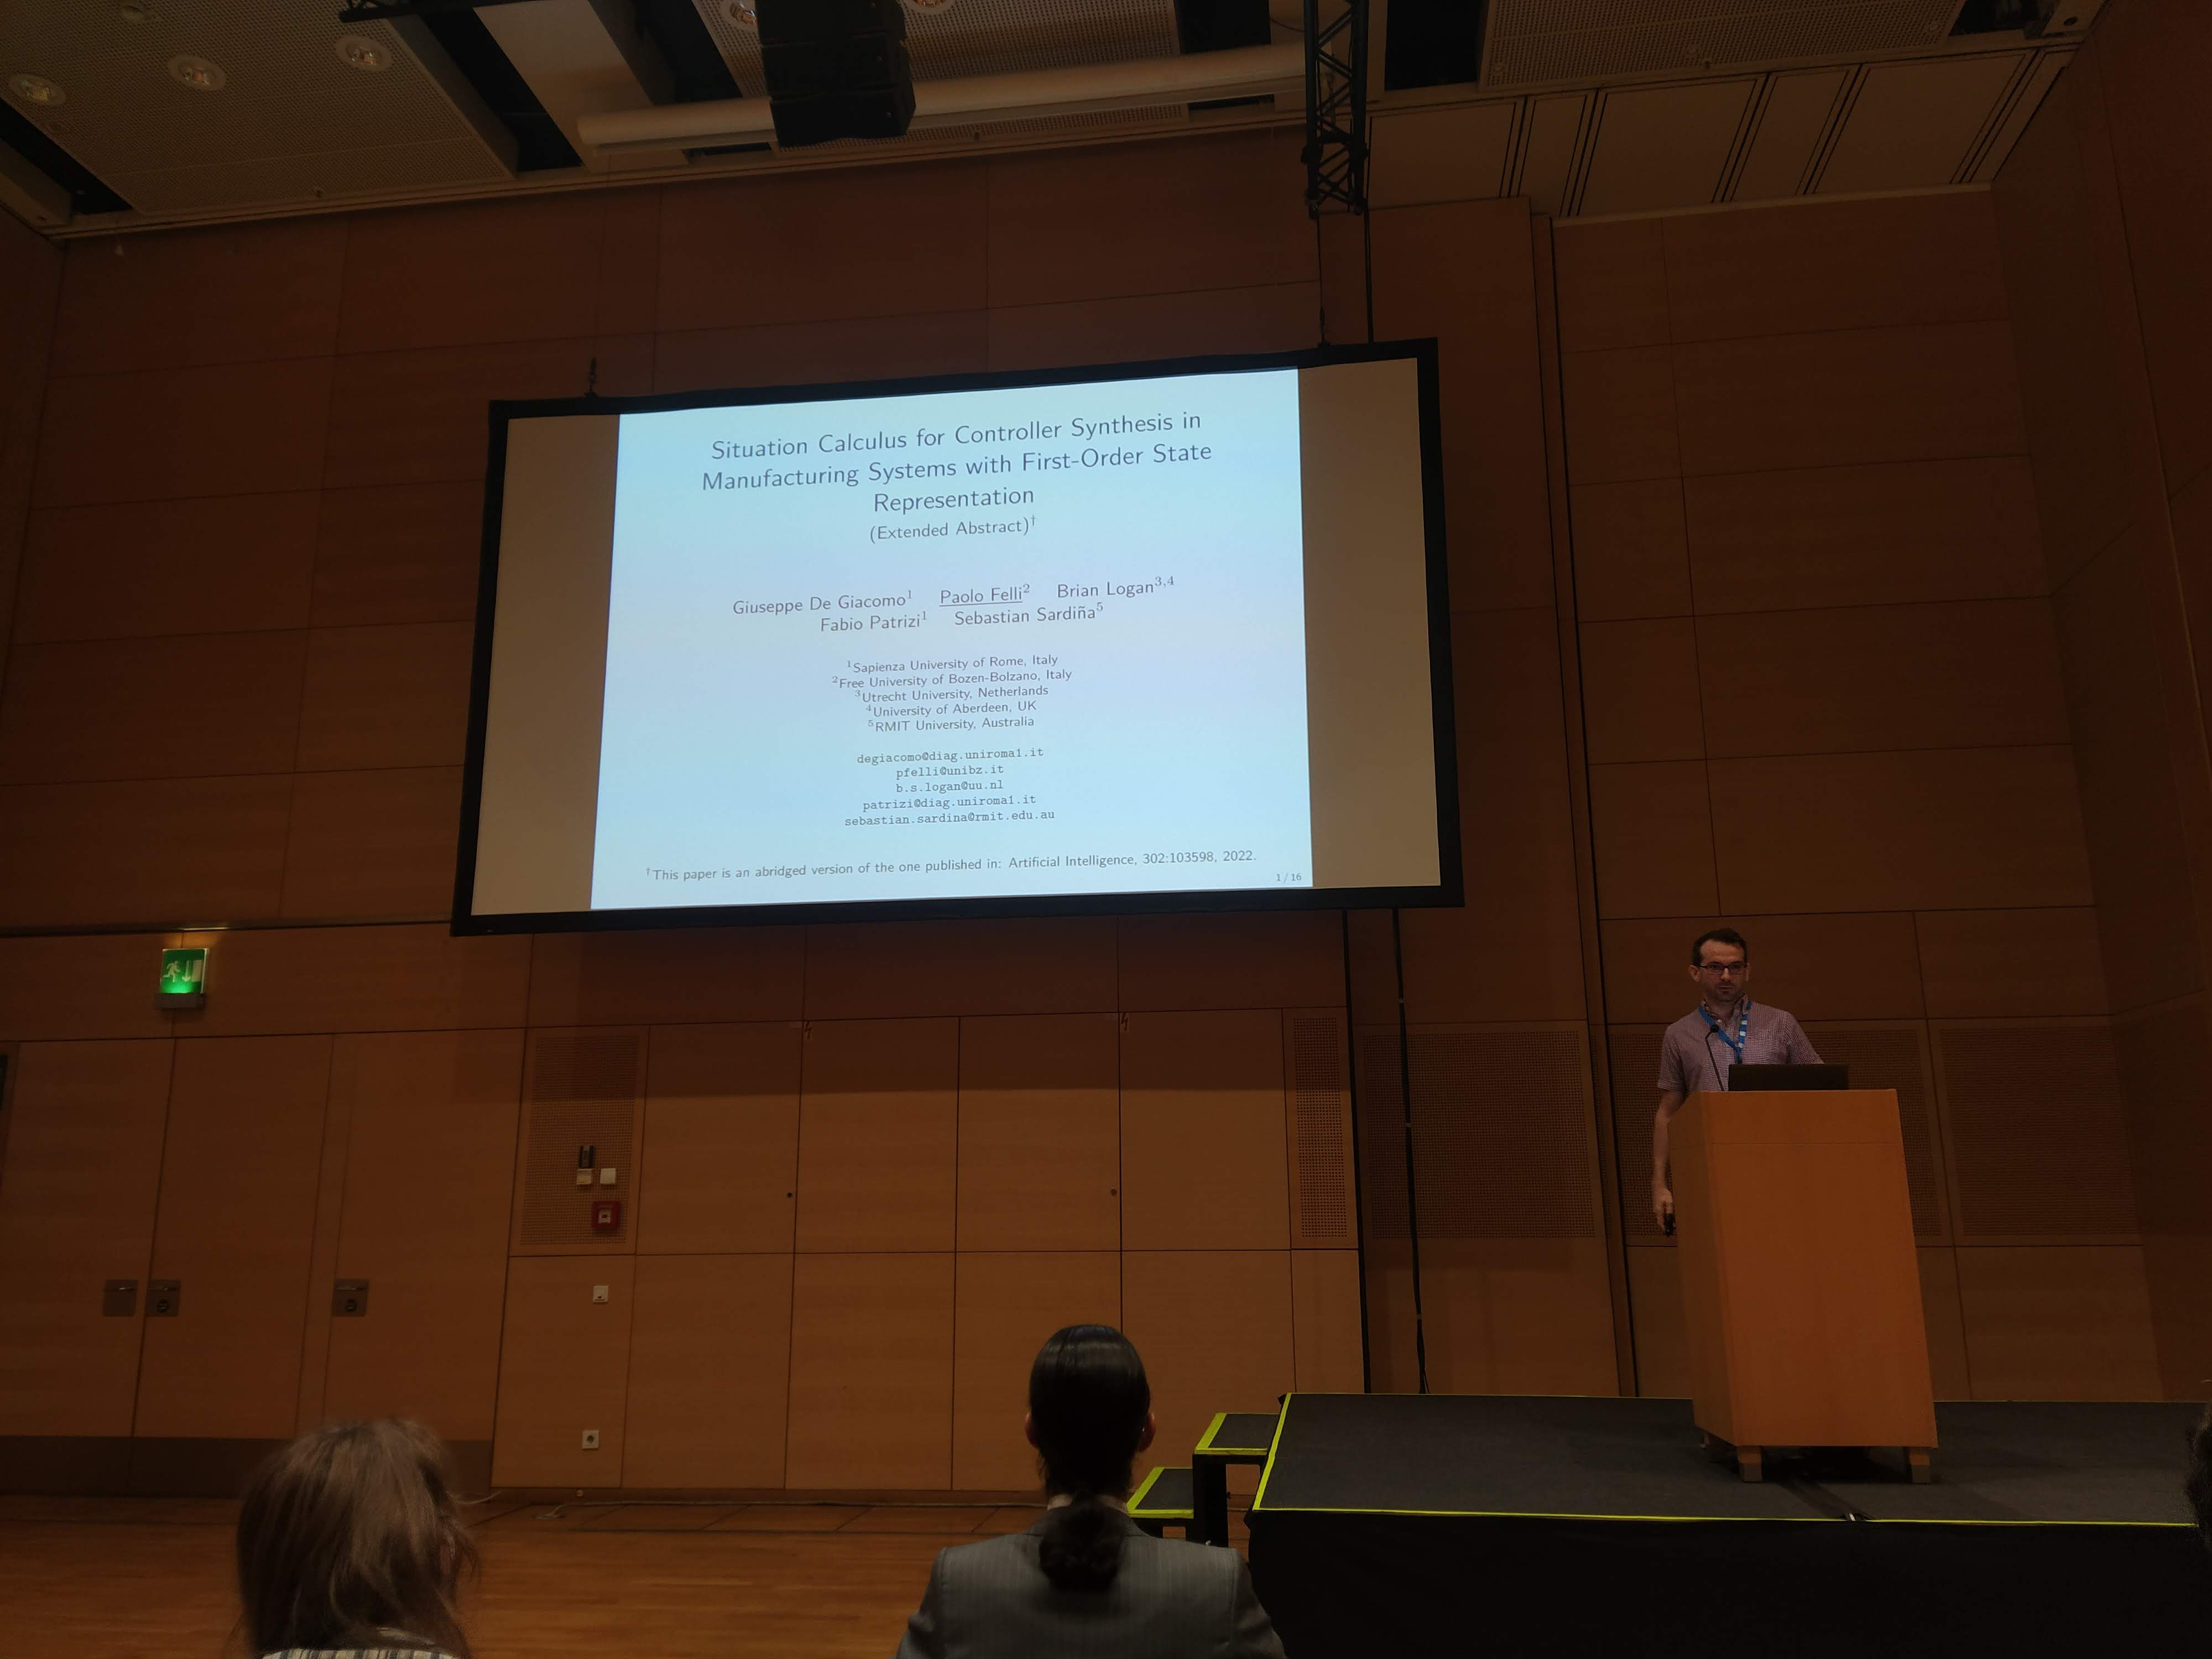 Situation Calculus for Controller Synthesis in
Manufacturing Systems with First-Order State
Representation
(Extended Abstract)†
Giuseppe De Giacomo1 Paolo Felli2 Brian Logan3,4
Fabio Patrizi1 Sebastian Sardiña5
1Sapienza University of Rome, Italy
2Free University of Bozen-Bolzano, Italy
3Utrecht University, Netherlands
4University of Aberdeen, UK
5RMIT University, Australia
degiacomo@diag.uniroma1.it
pfelli@unibz.it
b.s.logan@uu.nl
patrizi@diag.uniroma1.it
sebastian.sardina@rmit.edu.au
†This paper is an abridged version of the one published in: Artificial Intelligence, 302:103598, 2022.
1 / 16